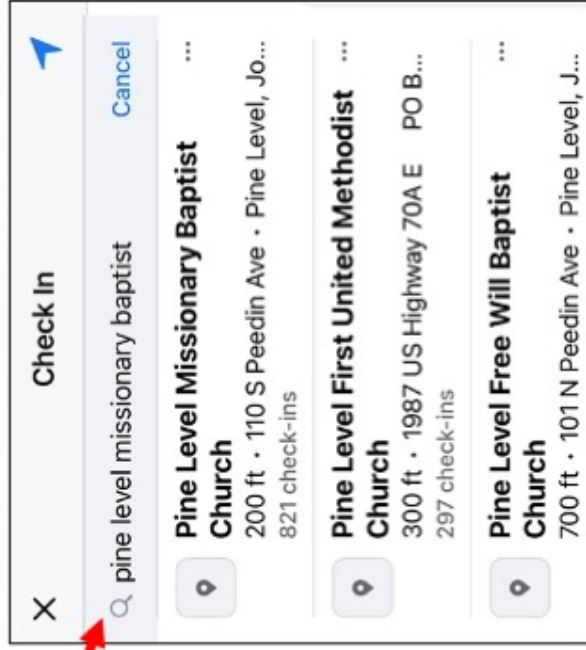 Check In
pine level missionary baptist Cancel
Pine Level Missionary Baptist ...
Church
200 ft · 110 S Peedin Ave · Pine Level, Jo...
821 check-ins
Pine Level First United Methodist ...
Church
300 ft · 1987 US Highway 70A E PO B...
297 check-ins
Pine Level Free Will Baptist ...
Church
700 ft · 101 N Peedin Ave · Pine Level, J...